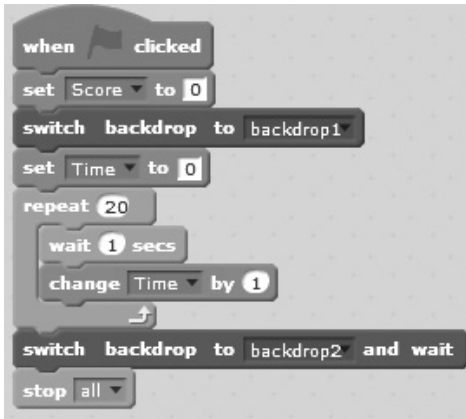 when clicked
set Score to 0
switch backdrop to backdrop1
set Time to 0
repeat 20
wait 1 secs
change Time by 1
switch backdrop to backdrop2 and wait
stop all